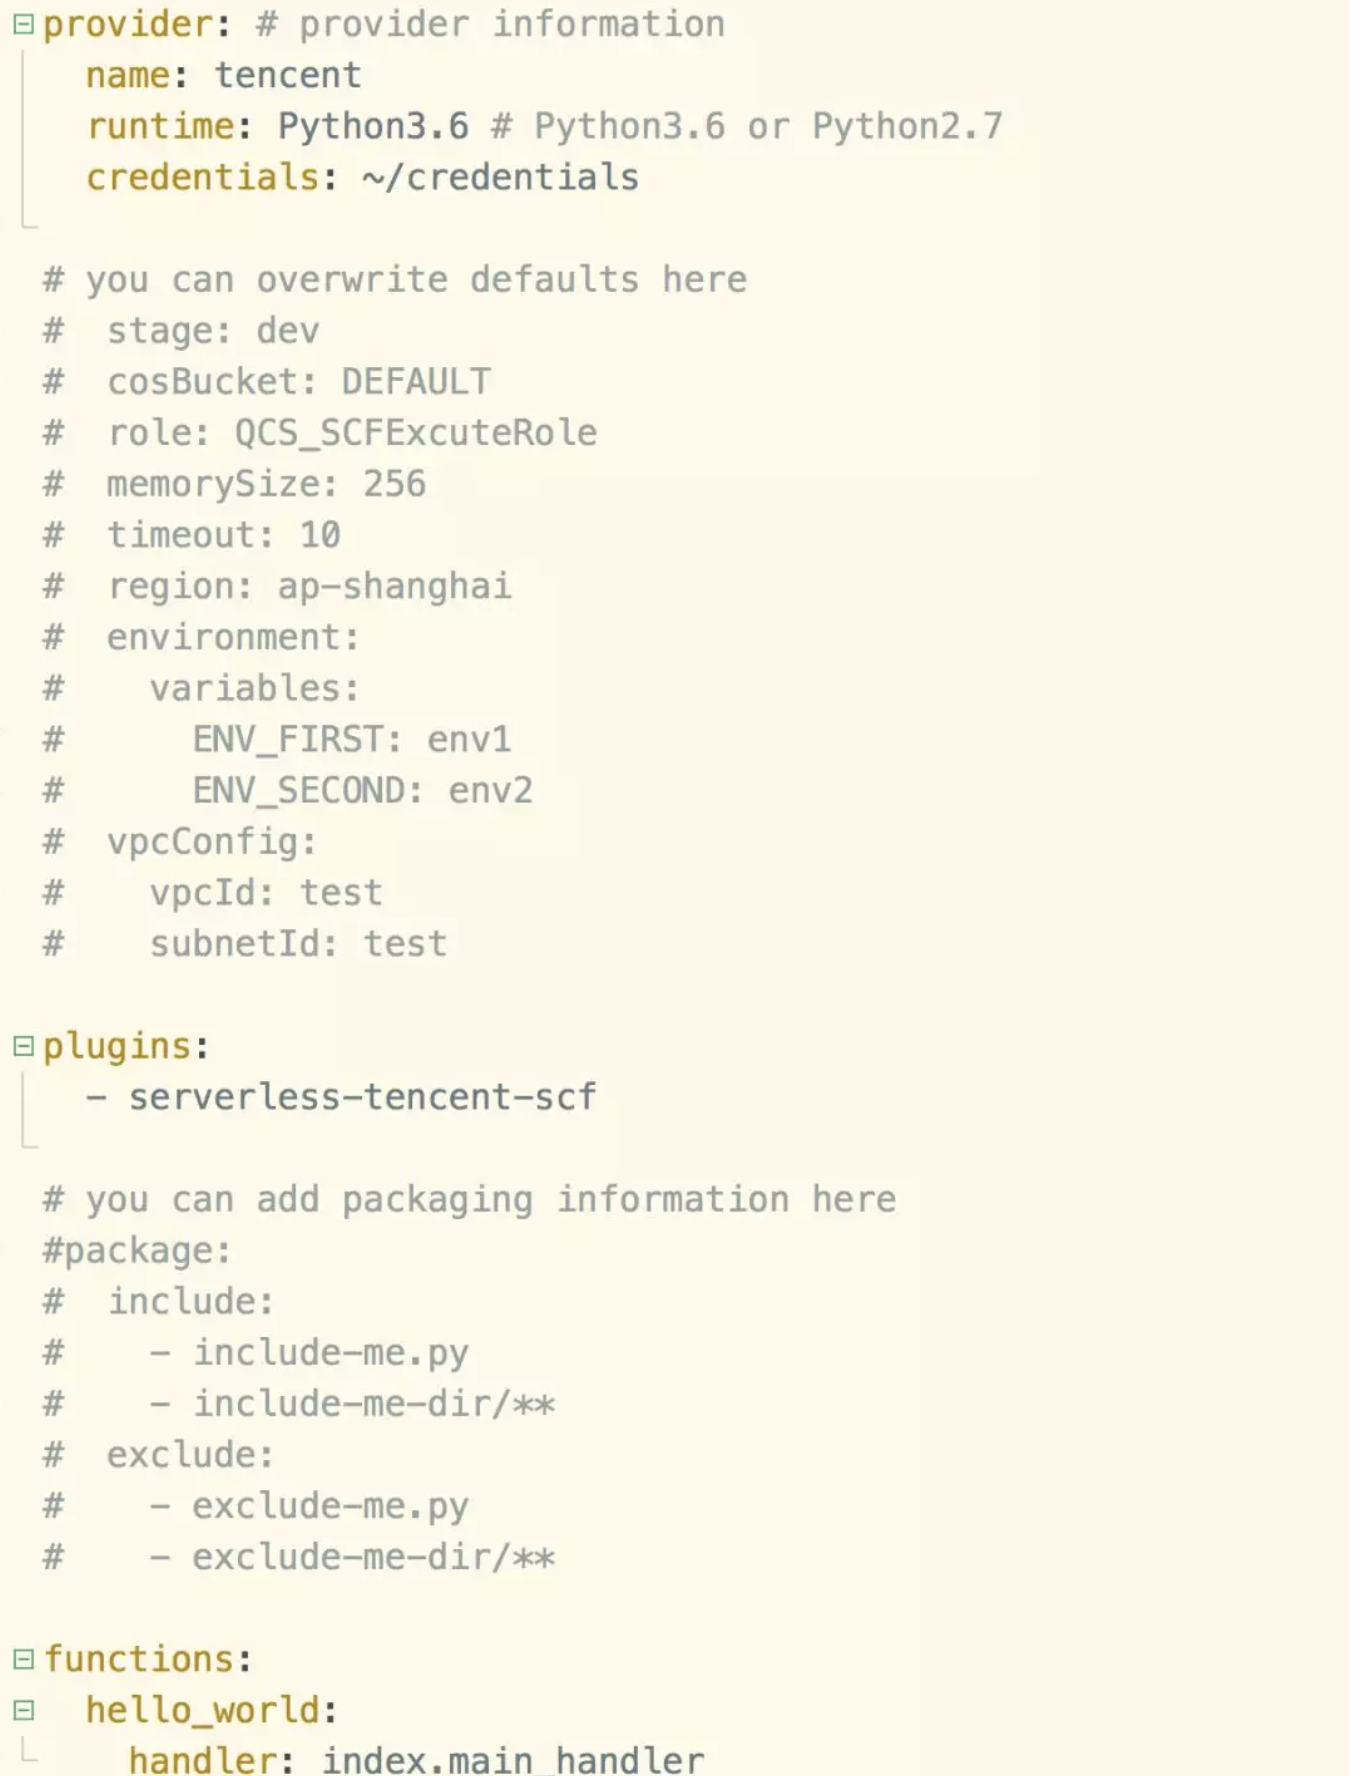 provider: # provider information
  name: tencent
  runtime: Python3.6 # Python3.6 or Python2.7
  credentials: ~/credentials
# you can overwrite defaults here
#  stage: dev
#  cosBucket: DEFAULT
#  role: QCS_SCFExcuteRole
#  memorySize: 256
#  timeout: 10
#  region: ap-shanghai
#  environment:
#    variables:
#      ENV_FIRST: env1
#      ENV_SECOND: env2
#  vpcConfig:
#    vpcId: test
#    subnetId: test
plugins:
  - serverless-tencent-scf
# you can add packaging information here
#package:
#  include:
#    - include-me.py
#    - include-me-dir/**
#  exclude:
#    - exclude-me.py
#    - exclude-me-dir/**
functions:
  hello_world:
    handler: index.main_handler